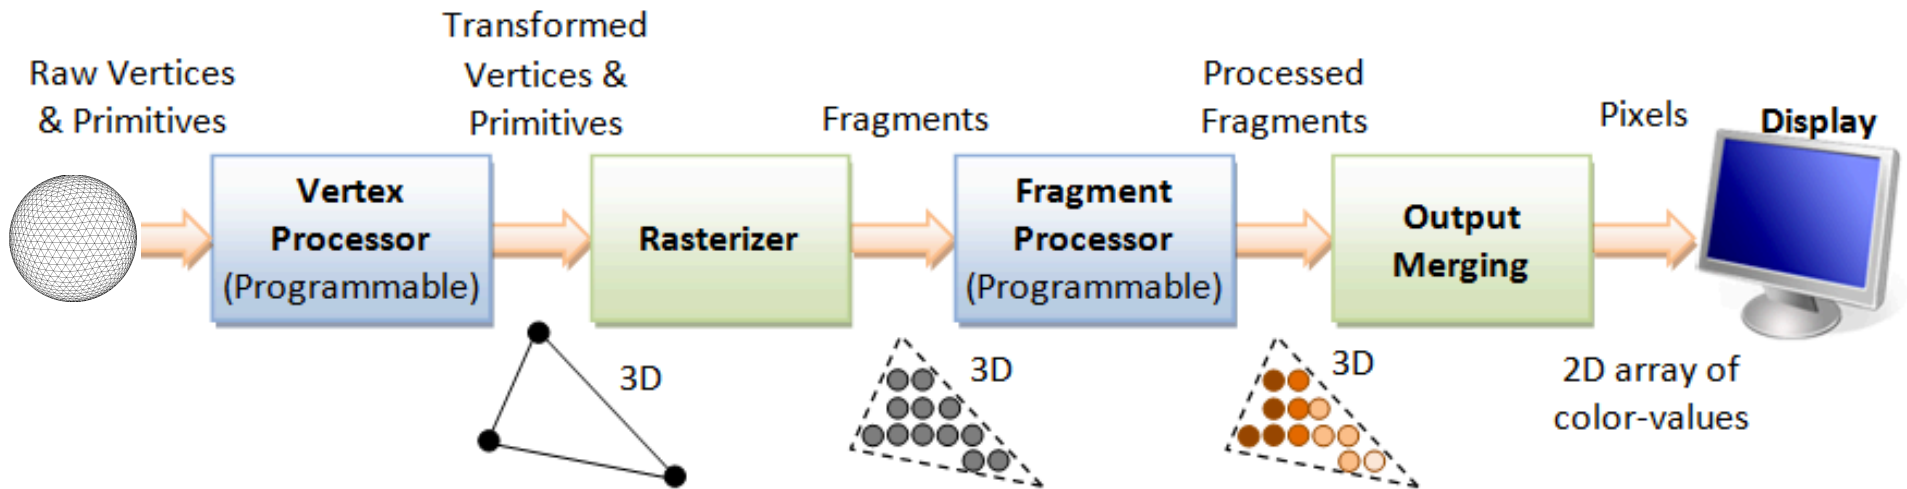 Raw Vertices
& Primitives
Transformed
Vertices &
Primitives
Fragments
Processed
Fragments
Pixels
Display
Vertex
Processor
(Programmable)
Rasterizer
Fragment
Processor
(Programmable)
Output
Merging
3D
3D
3D
2D array of
color-values